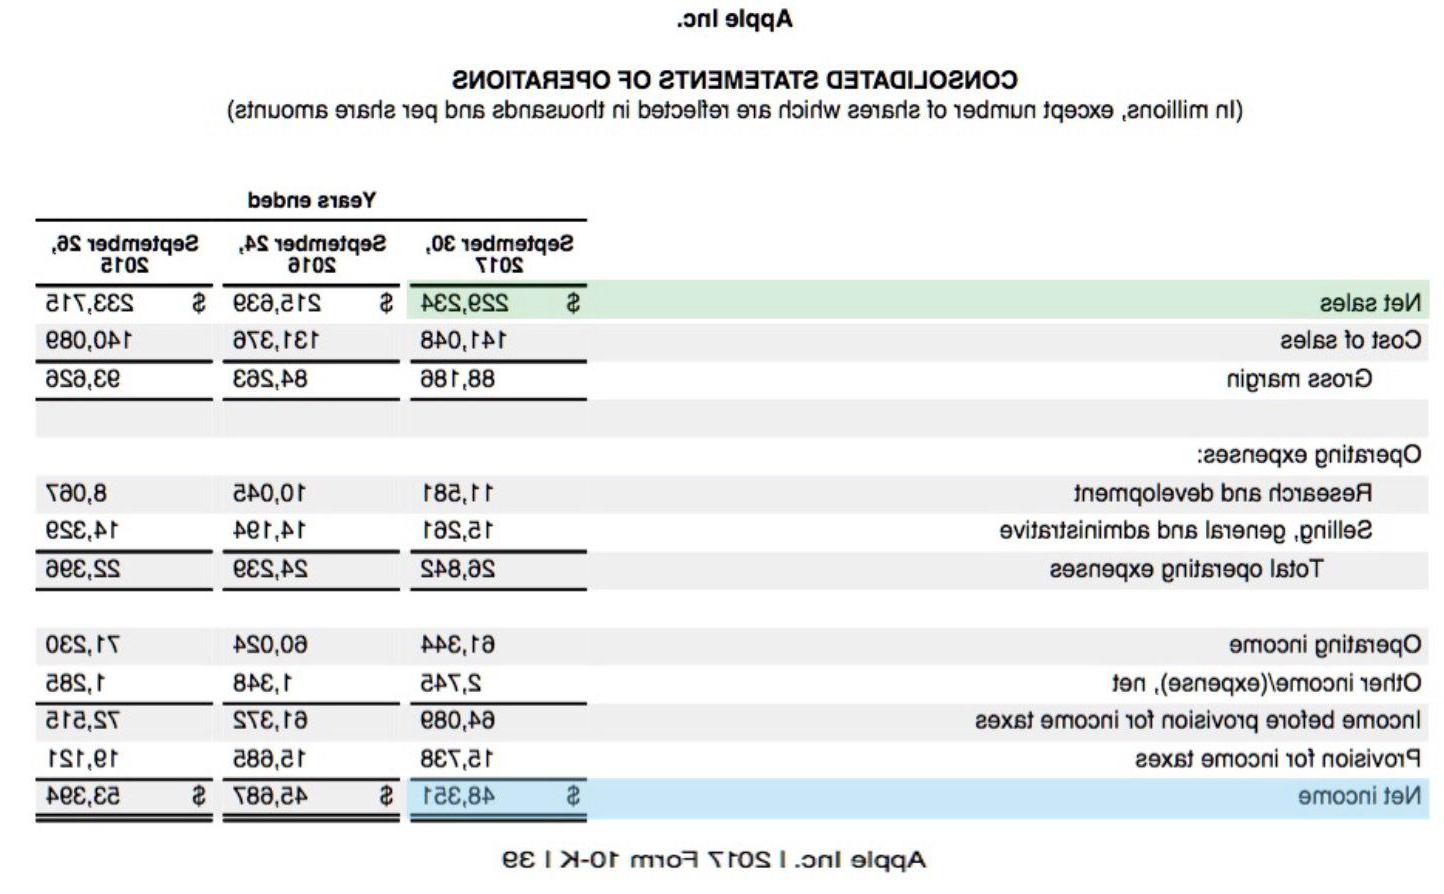 Apple Inc.
CONSOLIDATED STATEMENTS OF OPERATIONS
(In millions, except number of shares which are reflected in thousands and per share amounts)
Years ended
September 30, 2017 September 24, 2016 September 26, 2015
Net sales $ 229,234 $ 215,639 $ 233,715
Cost of sales 141,048 131,376 140,089
Gross margin 88,186 84,263 93,626
Operating expenses:
Research and development 11,581 10,045 8,067
Selling, general and administrative 15,261 14,194 14,329
Total operating expenses 26,842 24,239 22,396
Operating income 61,344 60,024 71,230
Other income/(expense), net 2,745 1,348 1,285
Income before provision for income taxes 64,089 61,372 72,515
Provision for income taxes 15,738 15,685 19,121
Net income $ 48,351 $ 45,687 $ 53,394
Apple Inc. | 2017 Form 10-K | 39